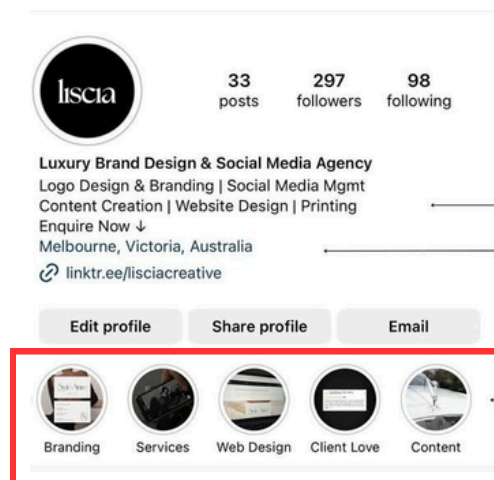 liscia
33 297 98
posts followers following
Luxury Brand Design & Social Media Agency
Logo Design & Branding | Social Media Mgmt
Content Creation | Website Design | Printing
Enquire Now ↓
Melbourne, Victoria, Australia
linktr.ee/lisciacreative
Edit profile Share profile Email
Branding Services Web Design Client Love Content